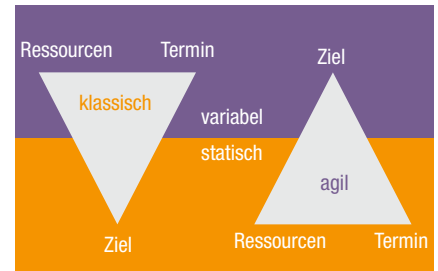 Ressourcen Termin
klassisch
Ziel
variabel
statisch
Ziel
agil
Ressourcen Termin